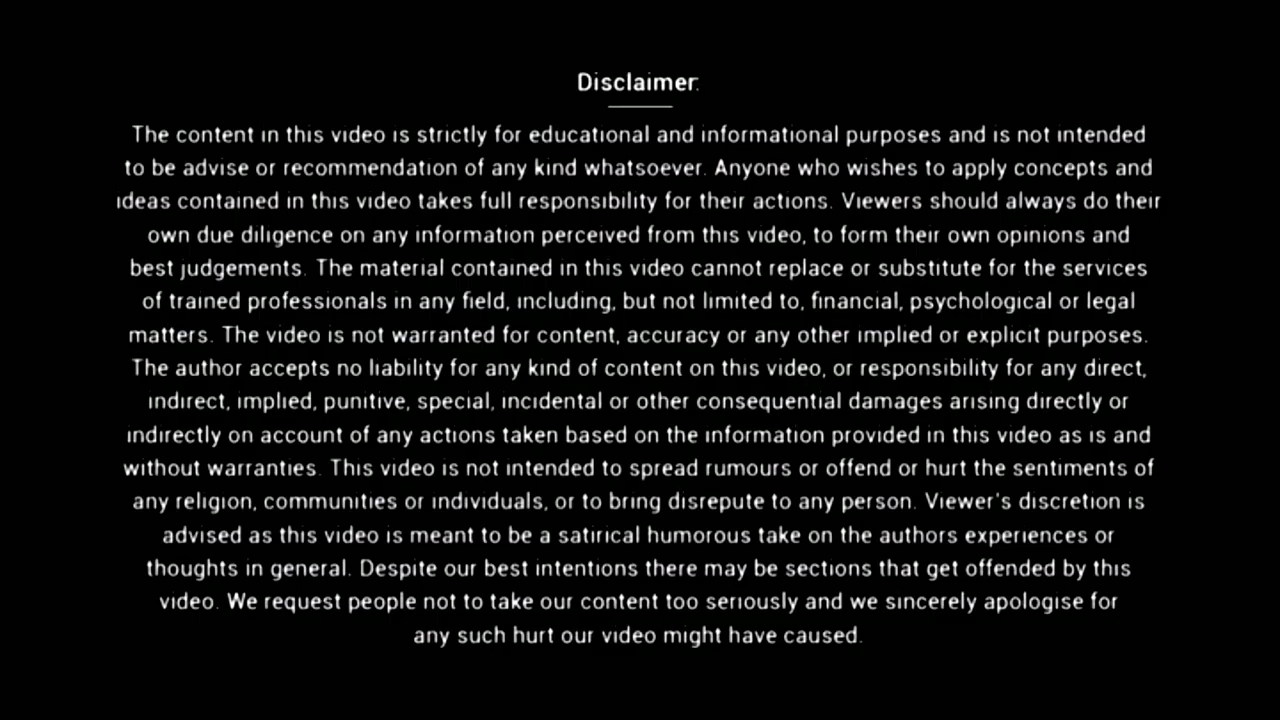 Disclaimer:
The content in this video is strictly for educational and informational purposes and is not intended
to be advise or recommendation of any kind whatsoever. Anyone who wishes to apply concepts and
ideas contained in this video takes full responsibility for their actions. Viewers should always do their
own due diligence on any information perceived from this video, to form their own opinions and
best judgements. The material contained in this video cannot replace or substitute for the services
of trained professionals in any field, including, but not limited to, financial, psychological or legal
matters. The video is not warranted for content, accuracy or any other implied or explicit purposes.
The author accepts no liability for any kind of content on this video, or responsibility for any direct,
indirect, implied, punitive, special, incidental or other consequential damages arising directly or
indirectly on account of any actions taken based on the information provided in this video as is and
without warranties. This video is not intended to spread rumours or offend or hurt the sentiments of
any religion, communities or individuals, or to bring disrepute to any person. Viewer's discretion is
advised as this video is meant to be a satirical humorous take on the authors experiences or
thoughts in general. Despite our best intentions there may be sections that get offended by this
video. We request people not to take our content too seriously and we sincerely apologise for
any such hurt our video might have caused.